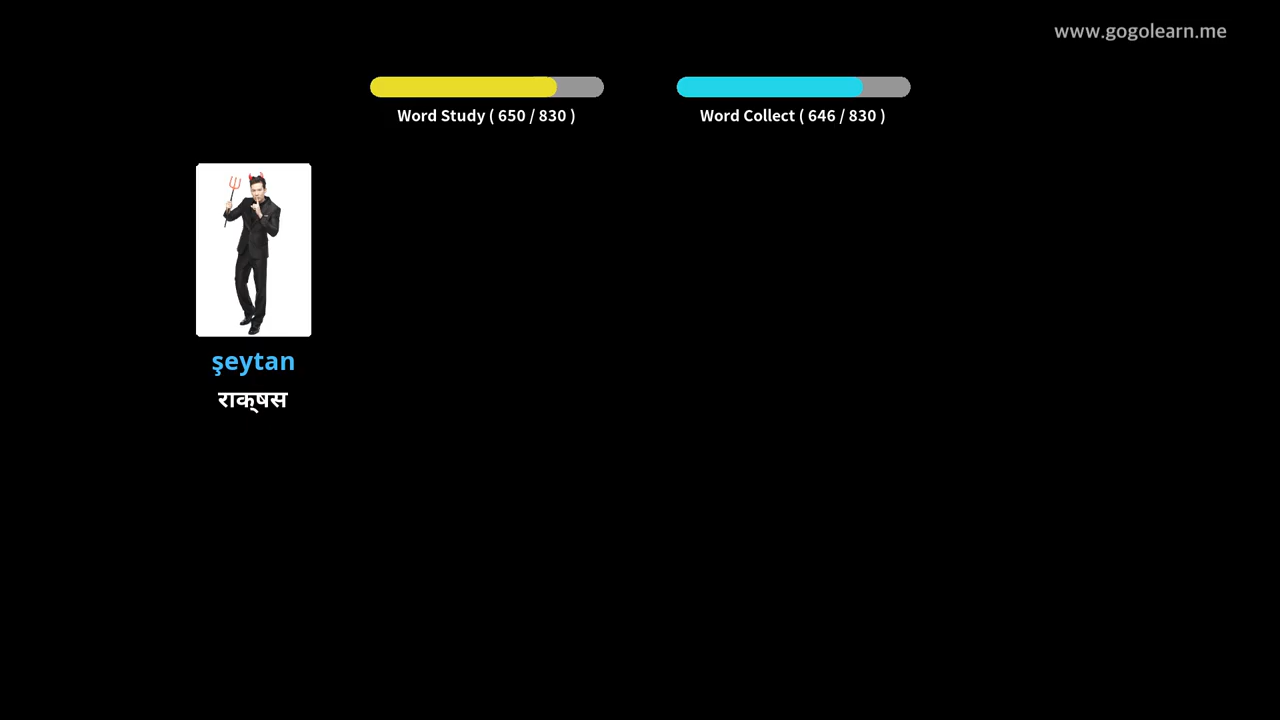 www.gogolearn.me
Word Study ( 650 / 830 )
Word Collect ( 646 / 830 )
şeytan
राक्षस